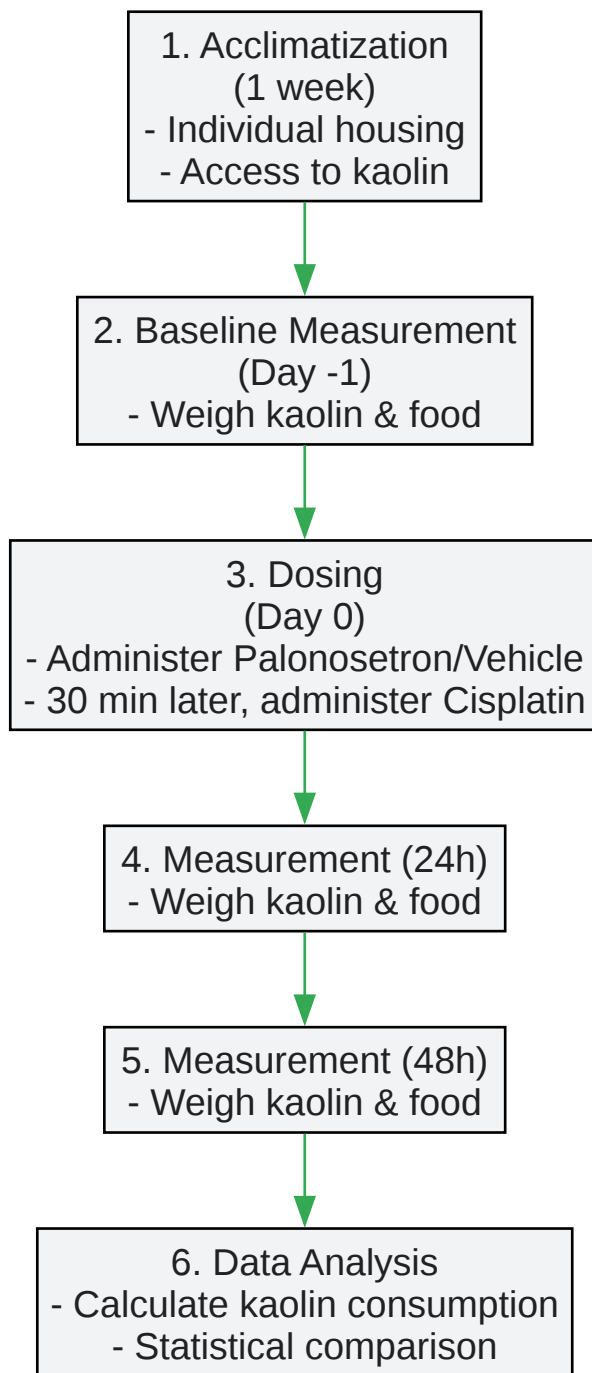 1. Acclimatization
(1 week)
- Individual housing
- Access to kaolin
2. Baseline Measurement
(Day -1)
- Weigh kaolin & food
3. Dosing
(Day 0)
- Administer Palonosetron/Vehicle
- 30 min later, administer Cisplatin
4. Measurement (24h)
- Weigh kaolin & food
5. Measurement (48h)
- Weigh kaolin & food
6. Data Analysis
- Calculate kaolin consumption
- Statistical comparison